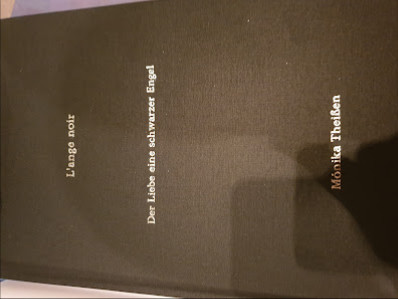 L'ange noir
Der Liebe eine schwarzer Engel
Monika Theißen